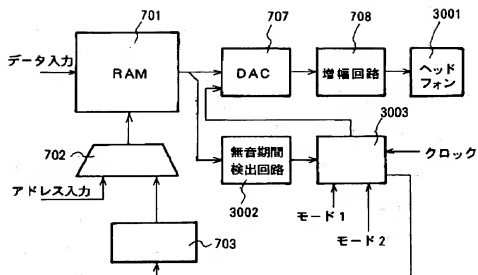 701
707
708
3001
データ入力
RAM
DAC
増幅回路
ヘッド
フォン
3003
702
無音期間
検出回路
クロック
アドレス入力
3002
モード1
モード2
703